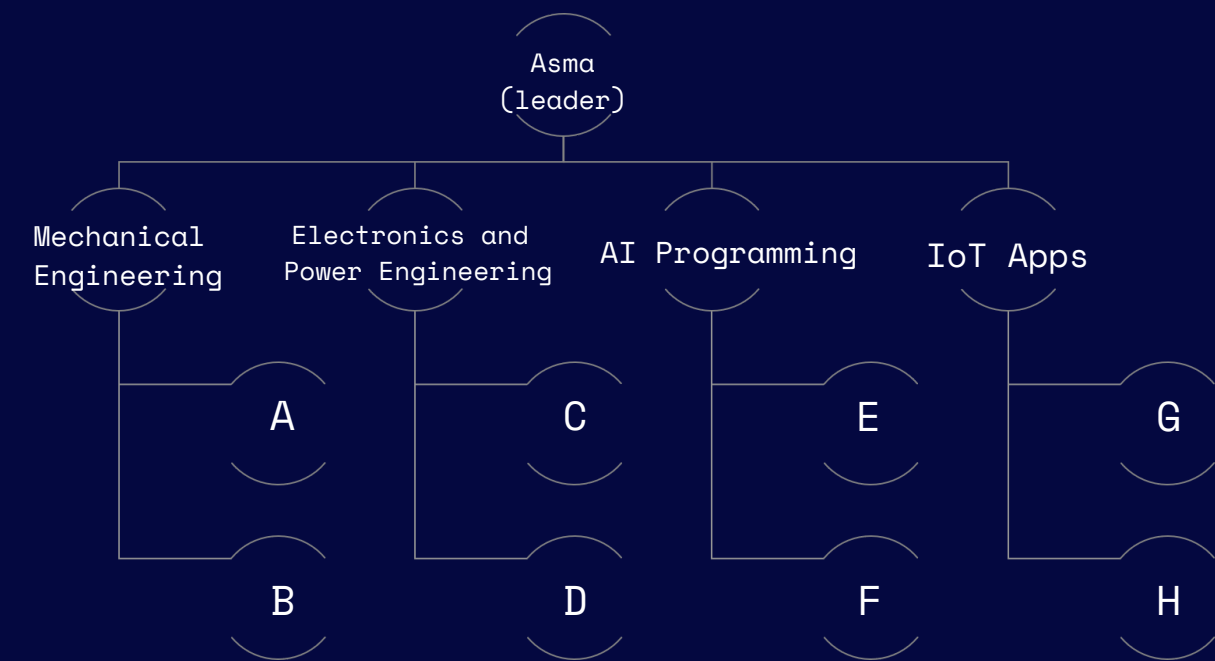 Asma
(leader)
Mechanical
Engineering
Electronics and
Power Engineering
AI Programming
IoT Apps
A
C
E
G
B
D
F
H